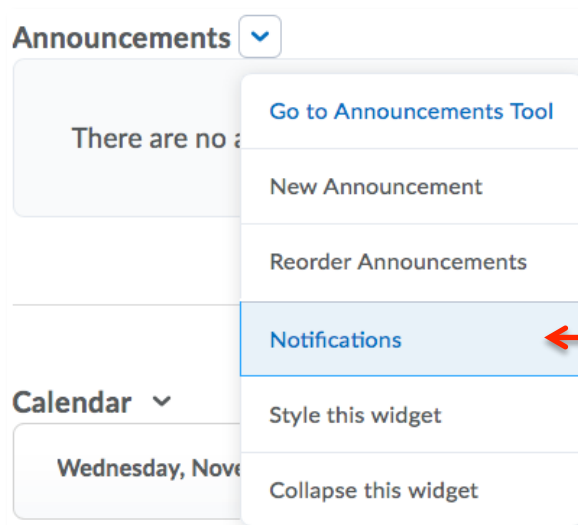 Announcements
There are no
Go to Announcements Tool
New Announcement
Reorder Announcements
Notifications
Calendar
Style this widget
Wednesday,
Collapse this widget